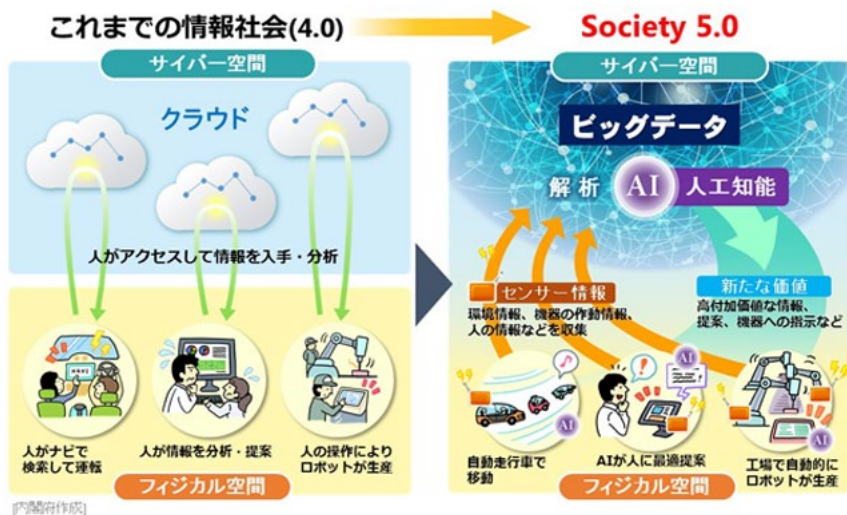 これまでの情報社会(4.0)
Society 5.0
サイバー空間
クラウド
人がアクセスして情報を入手・分析
人がナビで
検索して運転
人が情報を分析・提案
人の操作により
ロボットが生産
フィジカル空間
サイバー空間
ビッグデータ
解析 AI 人工知能
センサー情報
環境情報、機器の作動情報、
人の情報などを収集
新たな価値
高付加価値な情報、
提案、機器への指示など
AI
AI
AI
自動走行車で
移動
AIが人に最適提案
工場で自動的に
ロボットが生産
フィジカル空間
[内閣府作成]